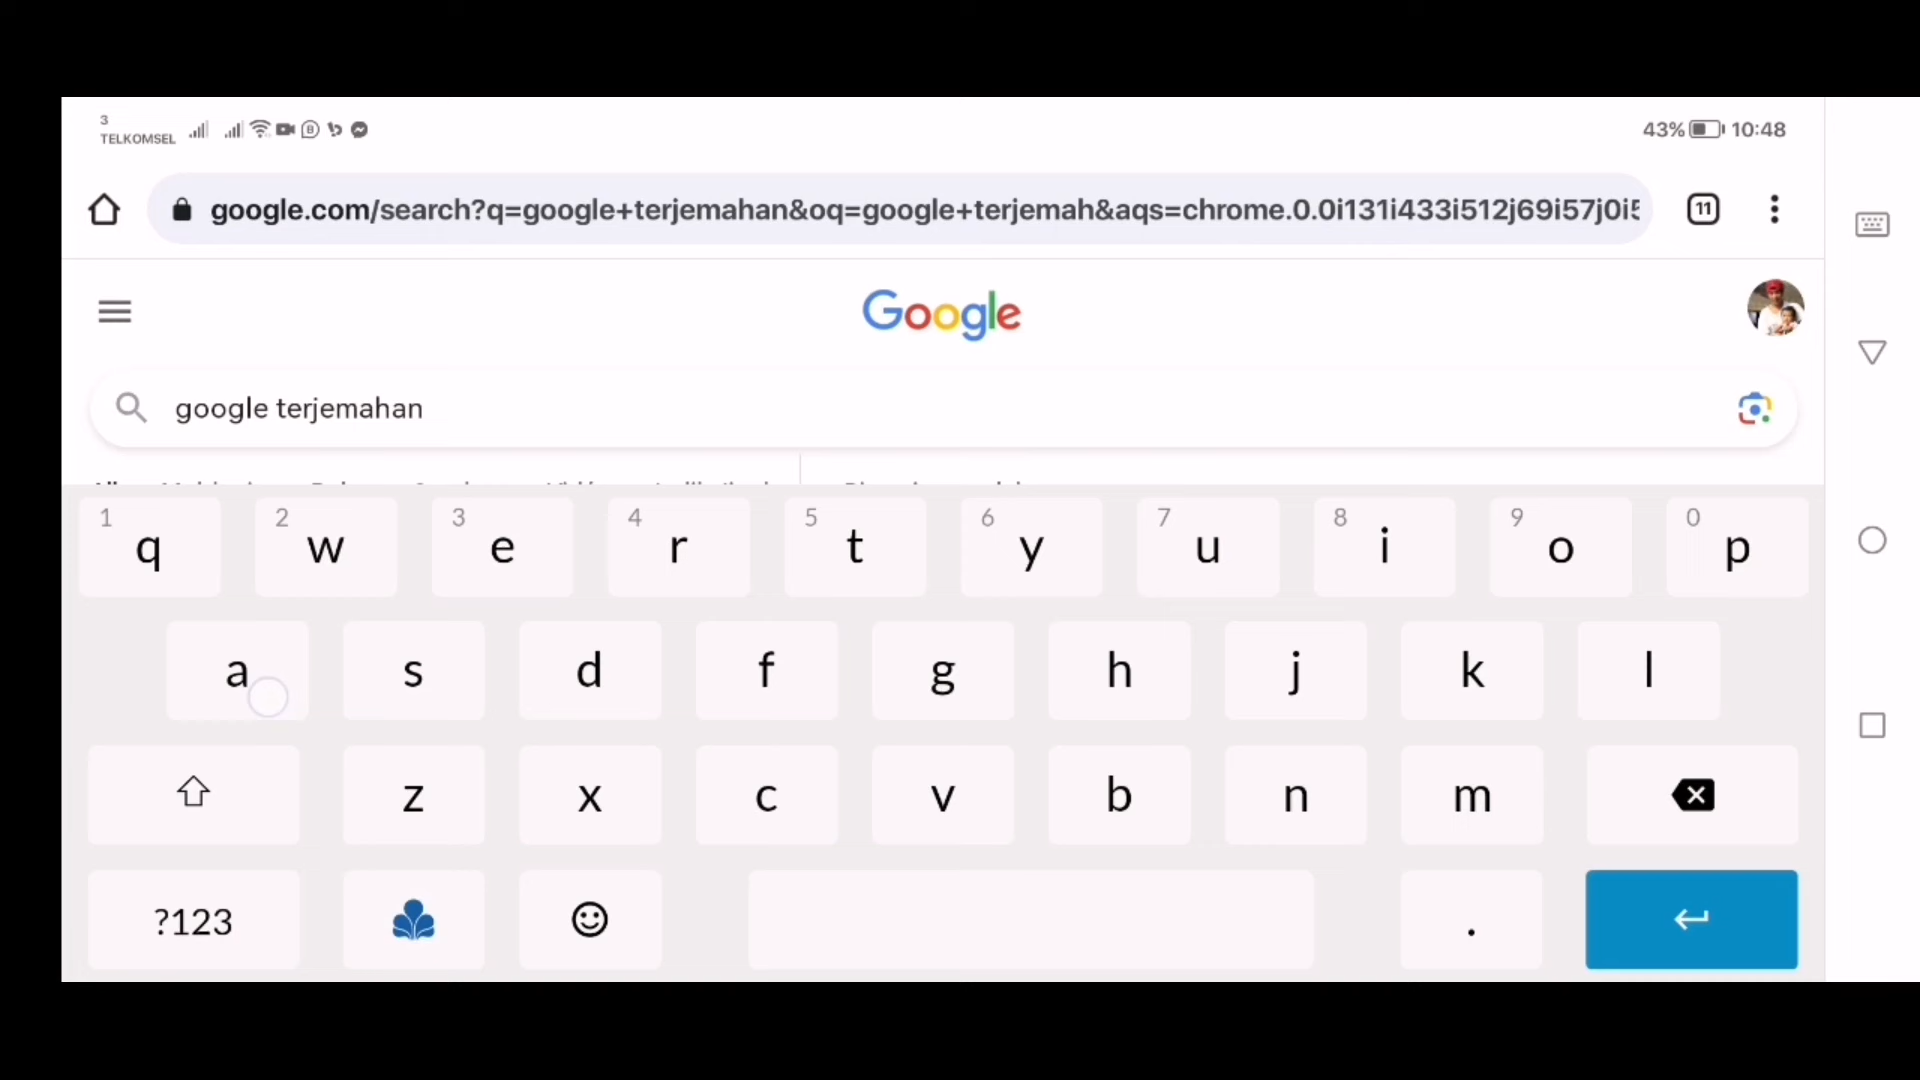 3
TELKOMSEL
43% 10:48
google.com/search?q=google+terjemahan&oq=google+terjemah&aqs=chrome.0.0i131i433i512j69i57j0i5
11
Google
google terjemahan
1 2 3 4 5 6 7 8 9 0
q w e r t y u i o p
a s d f g h j k l
z x c v b n m
?123 .